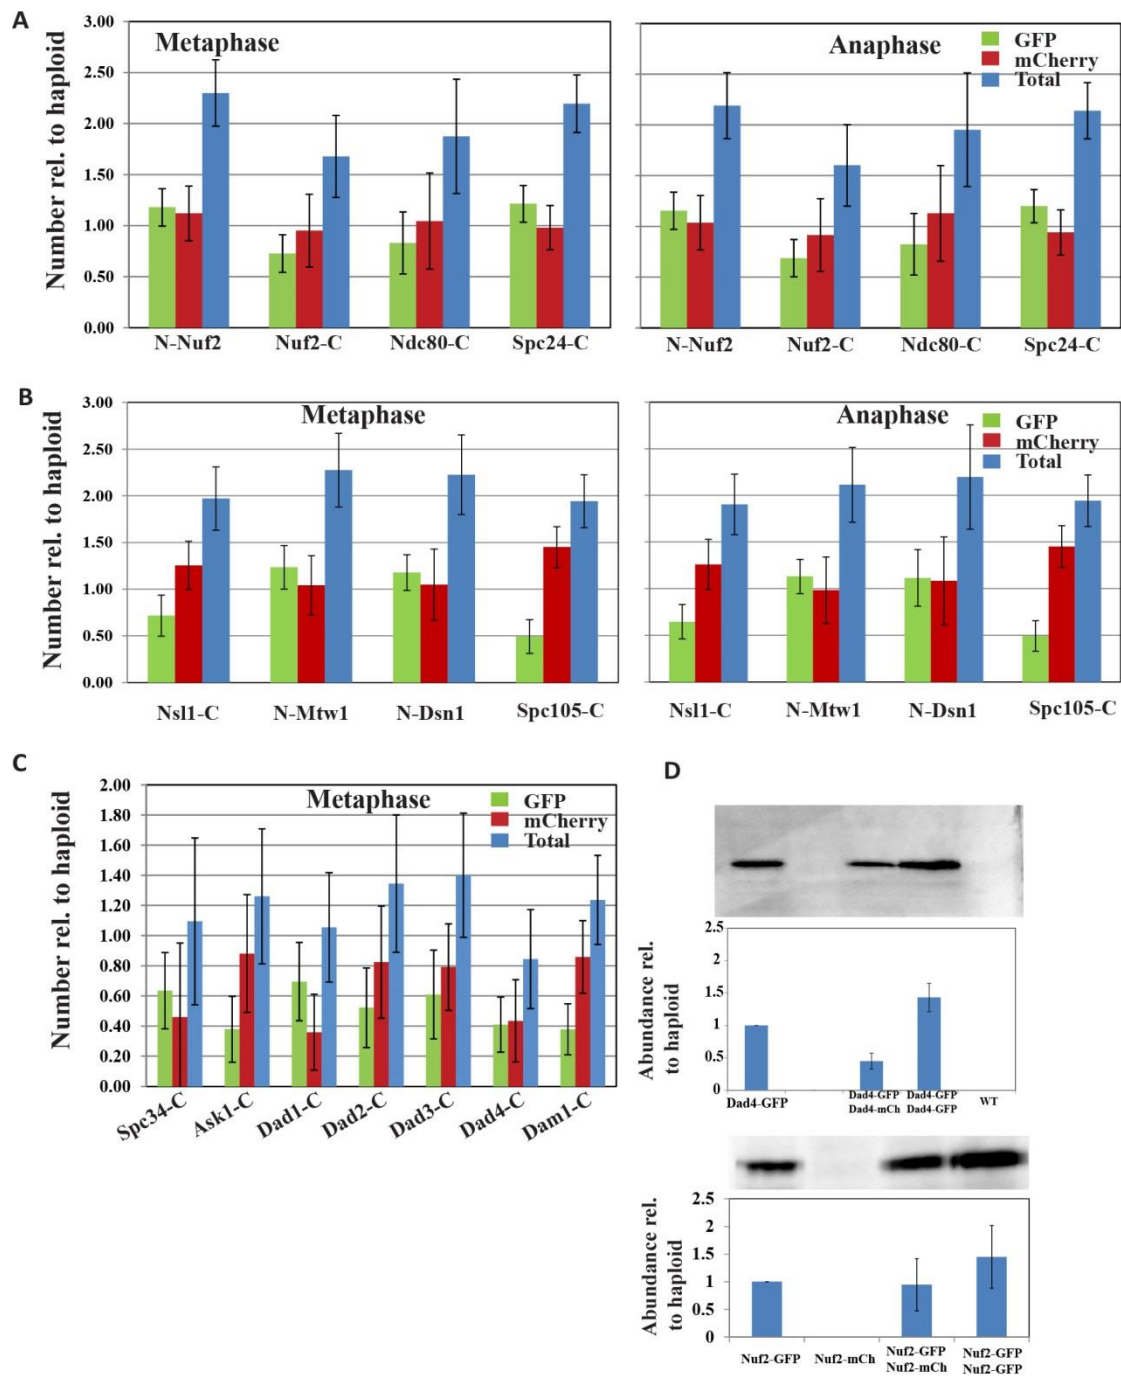 A
Metaphase
Number rel. to haploid
3.00
2.50
2.00
1.50
1.00
0.50
0.00
N-Nuf2 Nuf2-C Ndc80-C Spc24-C
Anaphase
GFP
mCherry
Total
N-Nuf2 Nuf2-C Ndc80-C Spc24-C
B
Metaphase
GFP
mCherry
Total
Number rel. to haploid
3.00
2.50
2.00
1.50
1.00
0.50
0.00
Nsl1-C N-Mtw1 N-Dsn1 Spc105-C
Anaphase
GFP
mCherry
Total
Nsl1-C N-Mtw1 N-Dsn1 Spc105-C
C
Metaphase
GFP
mCherry
Total
Number rel. to haploid
2.00
1.80
1.60
1.40
1.20
1.00
0.80
0.60
0.40
0.20
0.00
Spc34-C Ask1-C Dad1-C Dad2-C Dad3-C Dad4-C Dam1-C
D
Abundance rel.
to haploid
2.5
2
1.5
1
0.5
0
Dad4-GFP Dad4-GFP Dad4-GFP WT
Dad4-mCh Dad4-GFP
Abundance rel.
to haploid
2.5
2
1.5
1
0.5
0
Nuf2-GFP Nuf2-mCh Nuf2-GFP Nuf2-GFP
Nuf2-mCh Nuf2-GFP